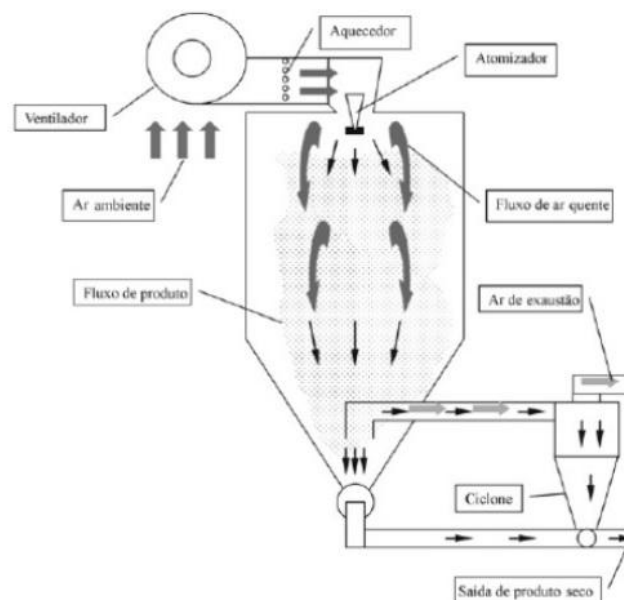 Aquecedor
Atomizador
Ventilador
Ar ambiente
Fluxo de ar quente
Fluxo de produto
Ar de exaustão
Ciclone
Saída de produto seco